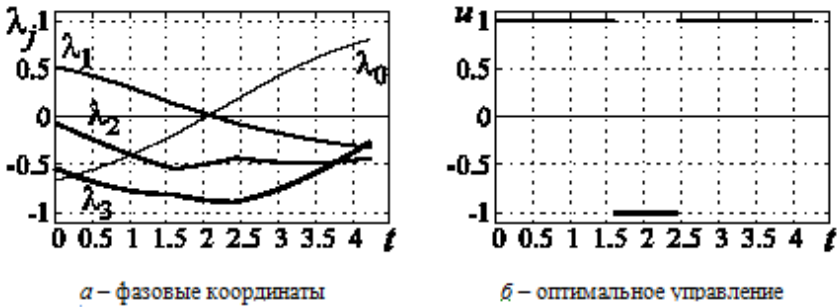 λj 1 0.5 0 -0.5 -1
λ1
λ0
λ2
λ3
0 0.5 1 1.5 2 2.5 3 3.5 4 t
u 1 0.5 0 -0.5 -1
0 0.5 1 1.5 2 2.5 3 3.5 4 t
а – фазовые координаты
б – оптимальное управление